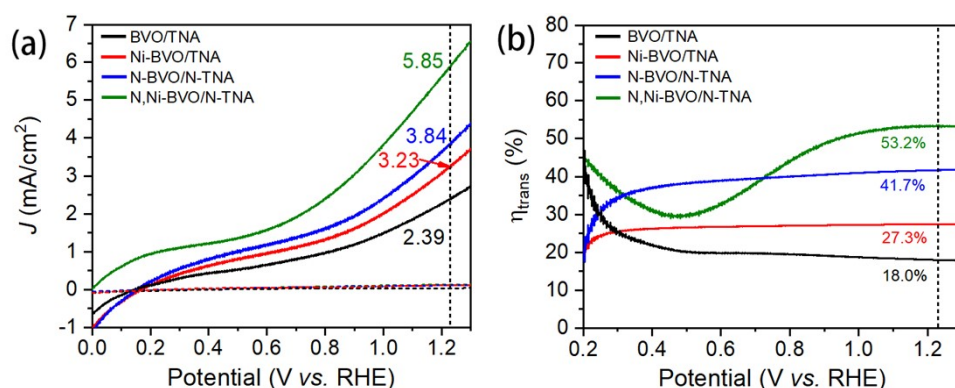 (a)
BVO/TNA
Ni-BVO/TNA
N-BVO/N-TNA
N,Ni-BVO/N-TNA
5.85
3.84
3.23
2.39
J (mA/cm²)
7
6
5
4
3
2
1
0
-1
0.0 0.2 0.4 0.6 0.8 1.0 1.2
Potential (V vs. RHE)
(b)
BVO/TNA
Ni-BVO/TNA
N-BVO/N-TNA
N,Ni-BVO/N-TNA
53.2%
41.7%
27.3%
18.0%
ηtrans (%)
80
70
60
50
40
30
20
10
0
0.2 0.4 0.6 0.8 1.0 1.2
Potential (V vs. RHE)